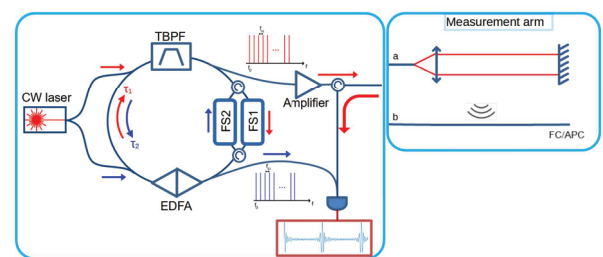 TBPF
CW laser
τ1
τ2
FS2
FS1
EDFA
Amplifier
...
f
...
f
Measurement arm
a
b
FC/APC